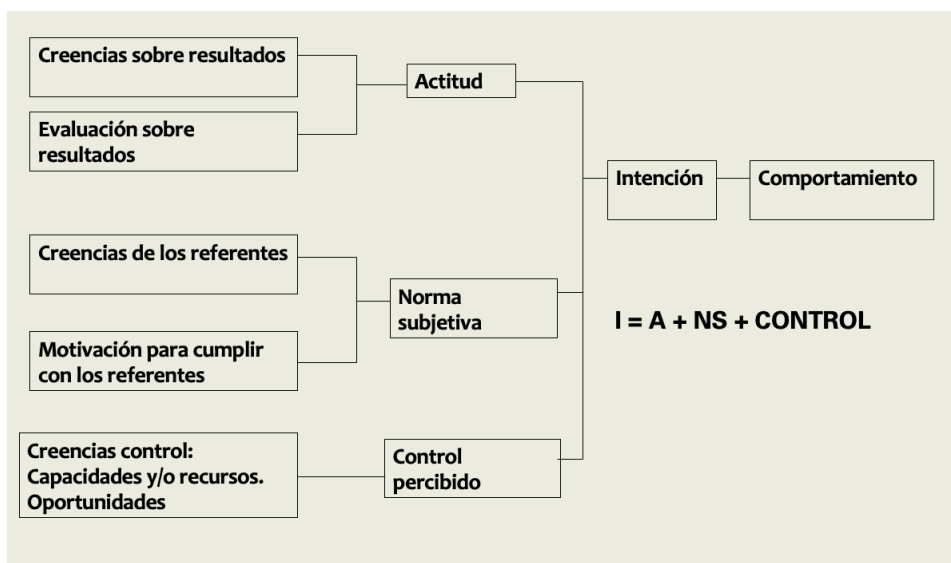 Creencias sobre resultados
Evaluación sobre
resultados
Actitud
Intención
Comportamiento
Creencias de los referentes
Motivación para cumplir
con los referentes
Norma
subjetiva
I = A + NS + CONTROL
Creencias control:
Capacidades y/o recursos.
Oportunidades
Control
percibido